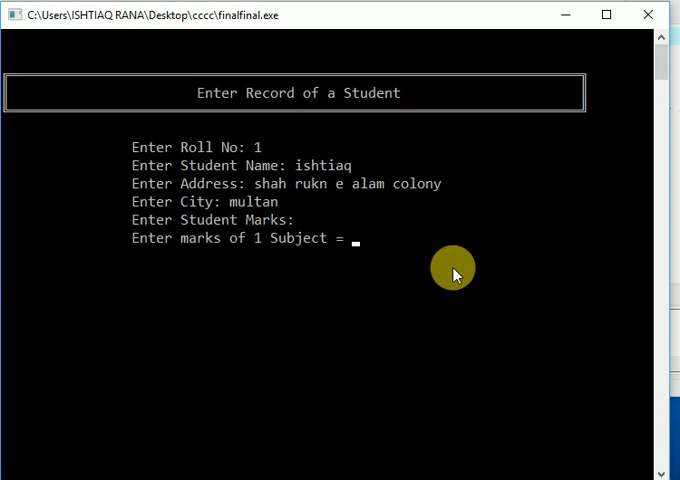 C:\Users\ISHTIAQ RANA\Desktop\cccc\finalfinal.exe
Enter Record of a Student
Enter Roll No: 1
Enter Student Name: ishtiaq
Enter Address: shah rukn e alam colony
Enter City: multan
Enter Student Marks:
Enter marks of 1 Subject =